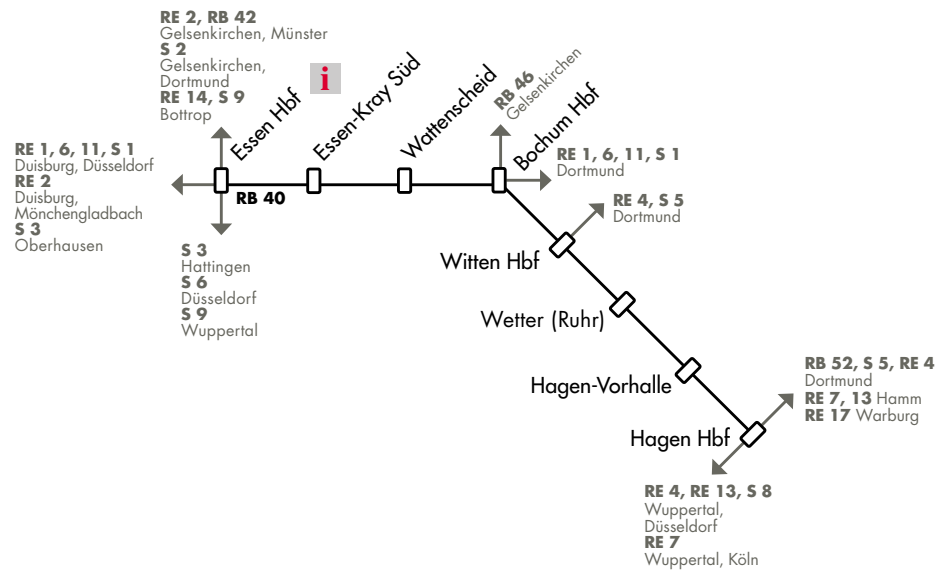 RE 2, RB 42
Gelsenkirchen, Münster
S 2
Gelsenkirchen,
Dortmund
RE 14, S 9
Bottrop
i
Essen Hbf
Essen-Kray Süd
Wattenscheid
RB 46
Gelsenkirchen
Bochum Hbf
RE 1, 6, 11, S 1
Duisburg, Düsseldorf
RE 2
Duisburg,
Mönchengladbach
S 3
Oberhausen
RB 40
RE 1, 6, 11, S 1
Dortmund
RE 4, S 5
Dortmund
S 3
Hattingen
S 6
Düsseldorf
S 9
Wuppertal
Witten Hbf
Wetter (Ruhr)
Hagen-Vorhalle
Hagen Hbf
RB 52, S 5, RE 4
Dortmund
RE 7, 13 Hamm
RE 17 Warburg
RE 4, RE 13, S 8
Wuppertal,
Düsseldorf
RE 7
Wuppertal, Köln